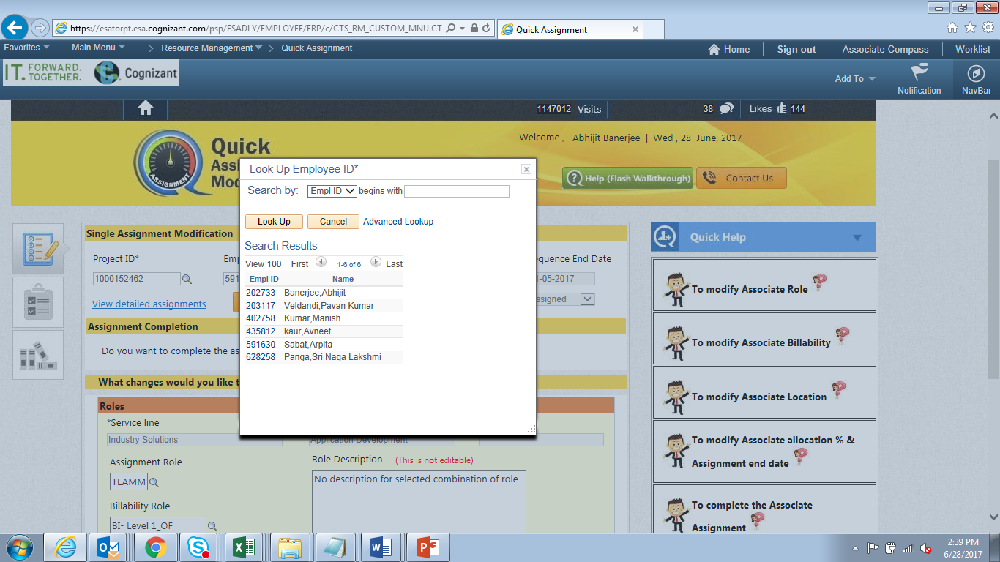 https://esatorpt.esa.cognizant.com/psp/ESADLY/EMPLOYEE/ERP/c/CTS_RM_CUSTOM_MNU.CT
Quick Assignment
Favorites Main Menu > Resource Management > Quick Assignment
Home Sign out Associate Compass Worklist
IT. FORWARD. TOGETHER. Cognizant
Add To Notification NavBar
1147012 Visits 38 Likes 144
Welcome , Abhijit Banerjee | Wed , 28 June, 2017
ASSIGNMENT
Quick
Assi
Mod
Help (Flash Walkthrough) Contact Us
Look Up Employee ID*
Search by: Empl ID begins with
Look Up Cancel Advanced Lookup
Search Results
View 100 First 1-6 of 6 Last
Empl ID Name
202733 Banerjee,Abhijit
203117 Veldandi,Pavan Kumar
402758 Kumar,Manish
435812 kaur,Avneet
591630 Sabat,Arpita
628258 Panga,Sri Naga Lakshmi
Single Assignment Modification
Project ID* Emp equence End Date
1000152462 591 1-05-2017
View detailed assignments ssigned
Assignment Completion
Do you want to complete the as
What changes would you like t
Roles
*Service line
Industry Solutions Application Development
Assignment Role Role Description (This is not editable)
TEAMM No description for selected combination of role
Billability Role
BI- Level 1_OF
Quick Help
To modify Associate Role
To modify Associate Billability
To modify Associate Location
To modify Associate allocation % &
Assignment end date
To complete the Associate
Assignment
2:39 PM
6/28/2017